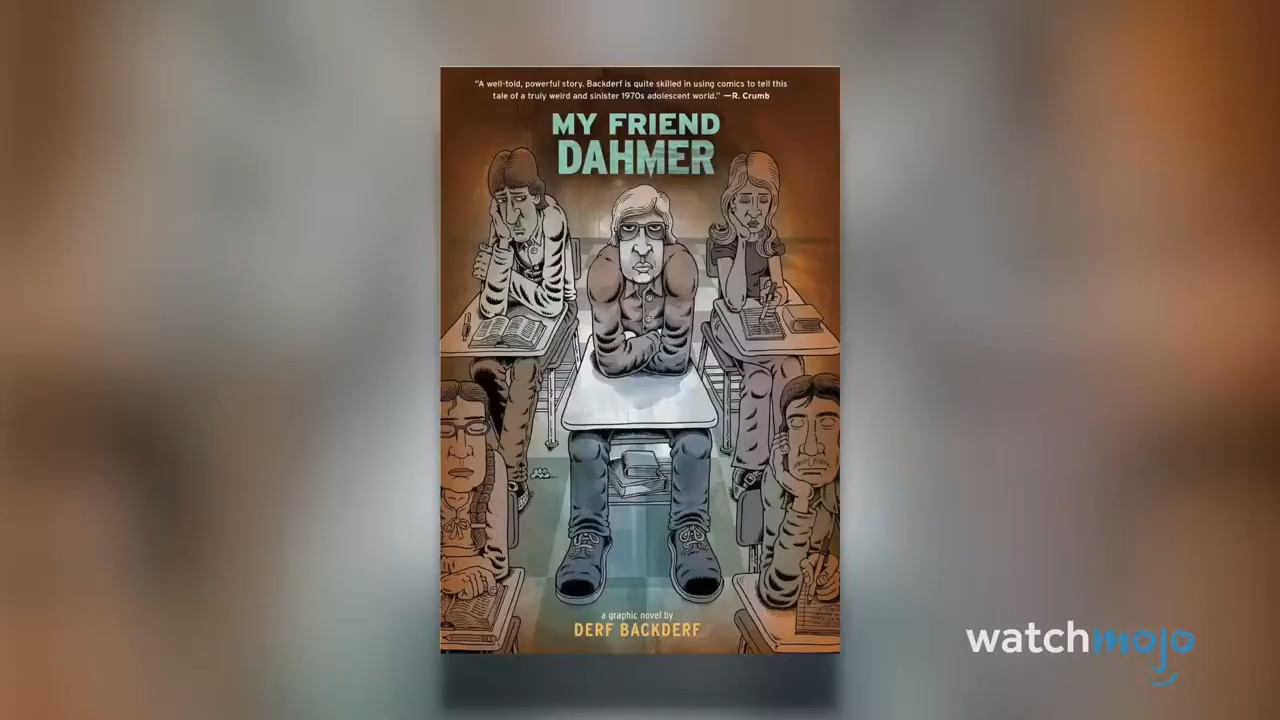 "A well-told, powerful story. Backderf is quite skilled in using comics to tell this
tale of a truly weird and sinister 1970s adolescent world." —R. Crumb
MY FRIEND
DAHMER
a graphic novel by
DERF BACKDERF
watchmojo